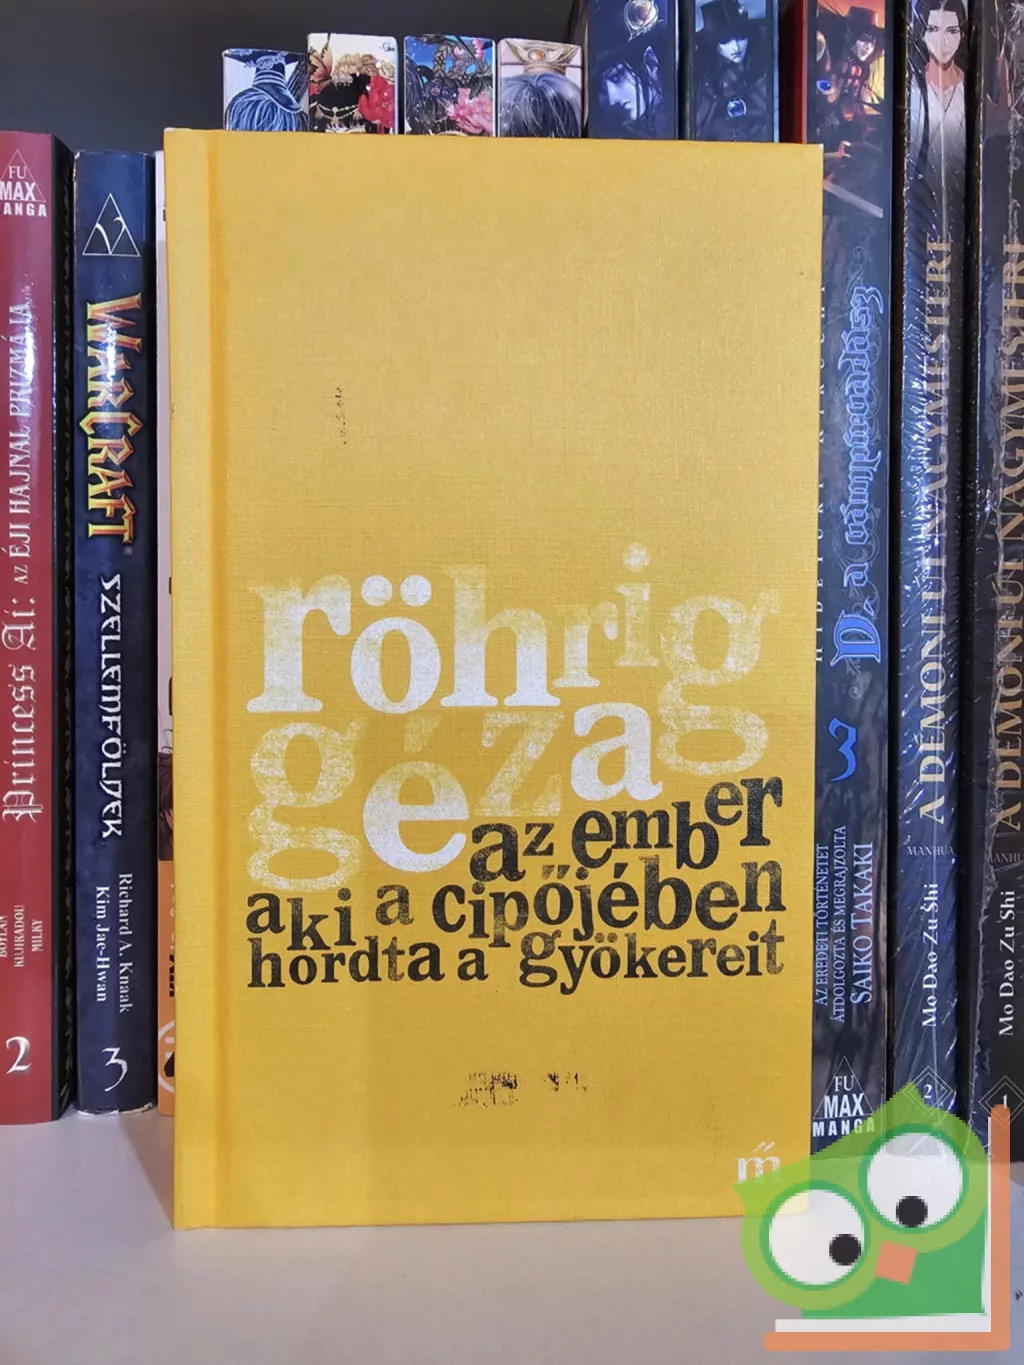 röhrig
géza
az ember
aki a cipőjében
hordta a gyökereit
m̋
FU
MAX
MANGA
Princess Ai: AZ ÉJI HAJNAL PRIZMÁJA
2
WARCRAFT
SZELLEMFÖLDEK
Richard A. Knaak
Kim Jae-Hwan
3
D, a vámpírvadász
3
AZ EREDETI TÖRTÉNETET
ÁTDOLGOZTA ÉS MEGRAJZOLTA
SAIKO TAKAKI
FU
MAX
MANGA
A DÉMONI ÚT NAGYMESTERE
MANHUA
Mo Dao Zu Shi
2
A DÉMONI ÚT NAGYMESTERE
MANHUA
Mo Dao Zu Shi
1